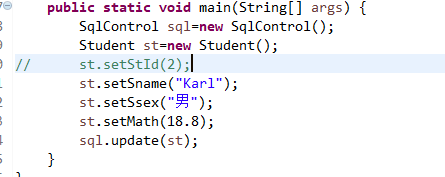 public static void main(String[] args) {
SqlControl sql=new SqlControl();
Student st=new Student();
// st.setStId(2);
st.setSname("Karl");
st.setSsex("男");
st.setMath(18.8);
sql.update(st);
}